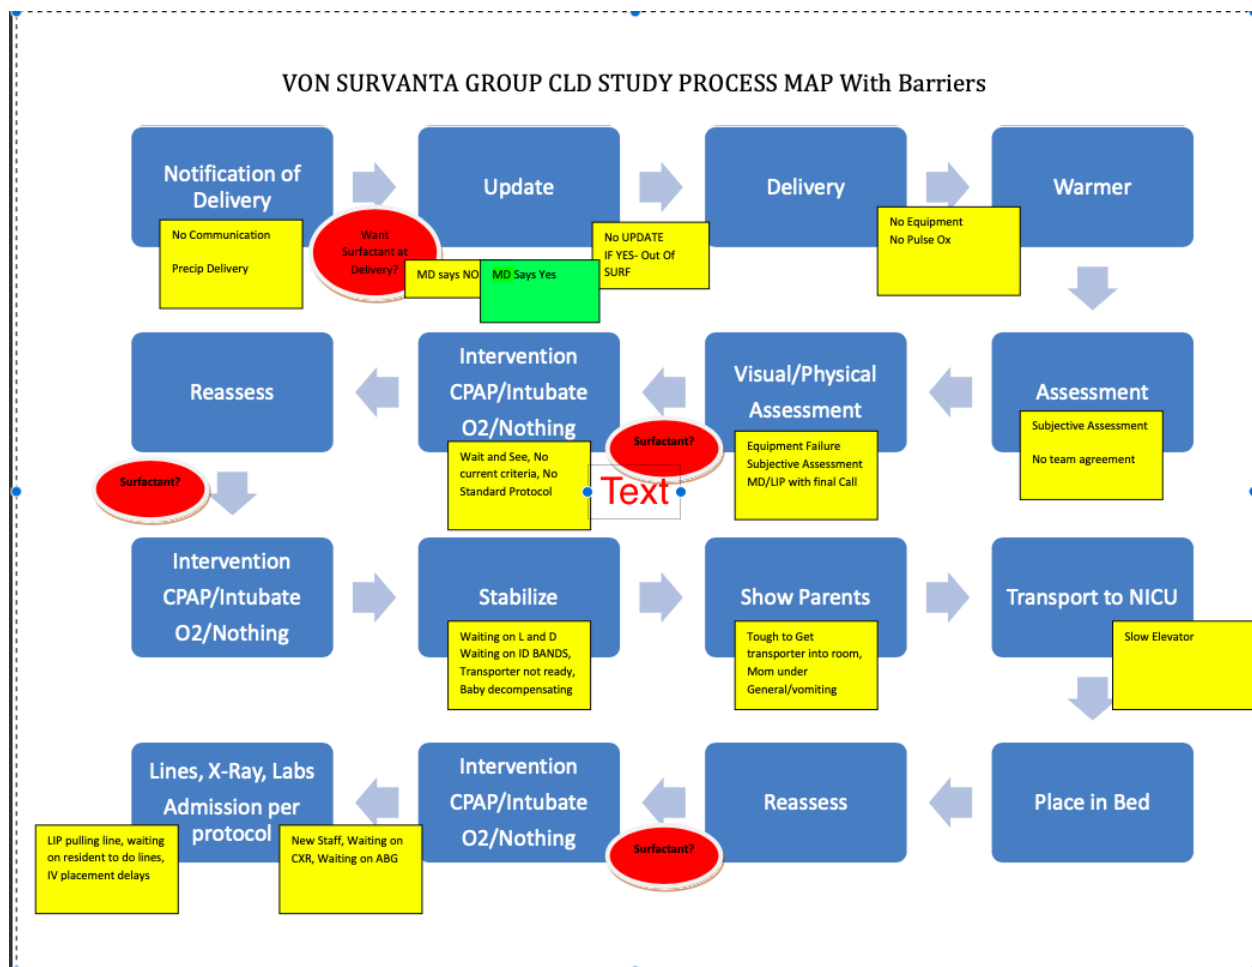 VON SURVANTA GROUP CLD STUDY PROCESS MAP With Barriers
Notification of
Delivery
No Communication
Precip Delivery
Want
Surfactant at
Delivery?
Update
MD says NO
MD Says Yes
No UPDATE
IF YES- Out Of
SURF
Delivery
No Equipment
No Pulse Ox
Warmer
Assessment
Subjective Assessment
No team agreement
Visual/Physical
Assessment
Equipment Failure
Subjective Assessment
MD/LIP with final Call
Surfactant?
Text
Intervention
CPAP/Intubate
O2/Nothing
Wait and See, No
current criteria, No
Standard Protocol
Reassess
Surfactant?
Intervention
CPAP/Intubate
O2/Nothing
Stabilize
Waiting on L and D
Waiting on ID BANDS,
Transporter not ready,
Baby decompensating
Show Parents
Tough to Get
transporter into room,
Mom under
General/vomiting
Transport to NICU
Slow Elevator
Place in Bed
Reassess
Surfactant?
Intervention
CPAP/Intubate
O2/Nothing
Lines, X-Ray, Labs
Admission per
protocol
New Staff, Waiting on
CXR, Waiting on ABG
LIP pulling line, waiting
on resident to do lines,
IV placement delays